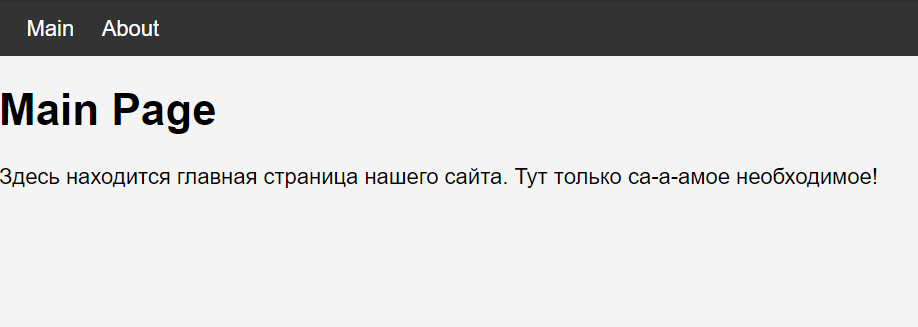 Main About
Main Page
Здесь находится главная страница нашего сайта. Тут только са-а-амое необходимое!